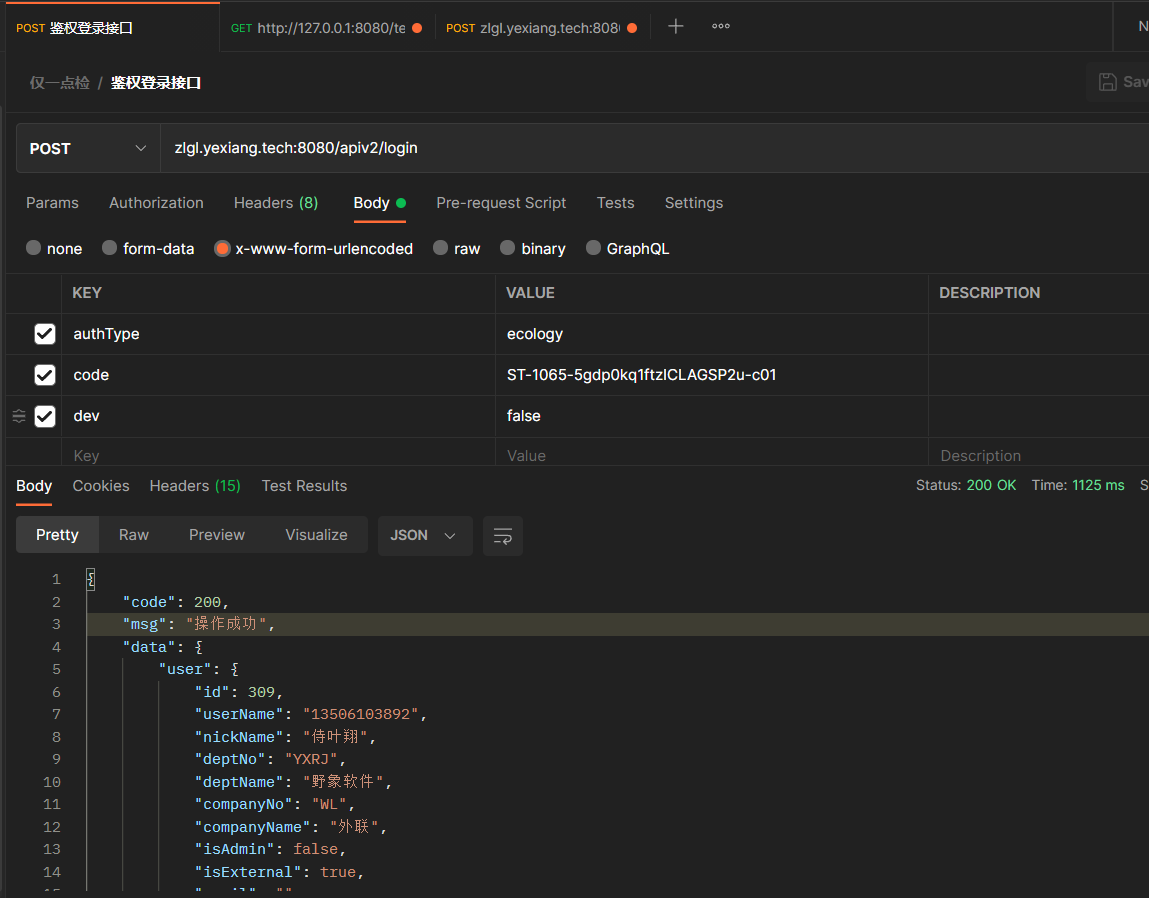 POST 鉴权登录接口 GET http://127.0.0.1:8080/te POST zlgl.yexiang.tech:808 N
仅一点检 / 鉴权登录接口 Sav
POST zlgl.yexiang.tech:8080/apiv2/login
Params Authorization Headers (8) Body Pre-request Script Tests Settings
none form-data x-www-form-urlencoded raw binary GraphQL
KEY VALUE DESCRIPTION
authType ecology
code ST-1065-5gdp0kq1ftzlCLAGSP2u-c01
dev false
Key Value Description
Body Cookies Headers (15) Test Results Status: 200 OK Time: 1125 ms S
Pretty Raw Preview Visualize JSON
1 {
2 "code": 200,
3 "msg": "操作成功",
4 "data": {
5 "user": {
6 "id": 309,
7 "userName": "13506103892",
8 "nickName": "侍叶翔",
9 "deptNo": "YXRJ",
10 "deptName": "野象软件",
11 "companyNo": "WL",
12 "companyName": "外联",
13 "isAdmin": false,
14 "isExternal": true,